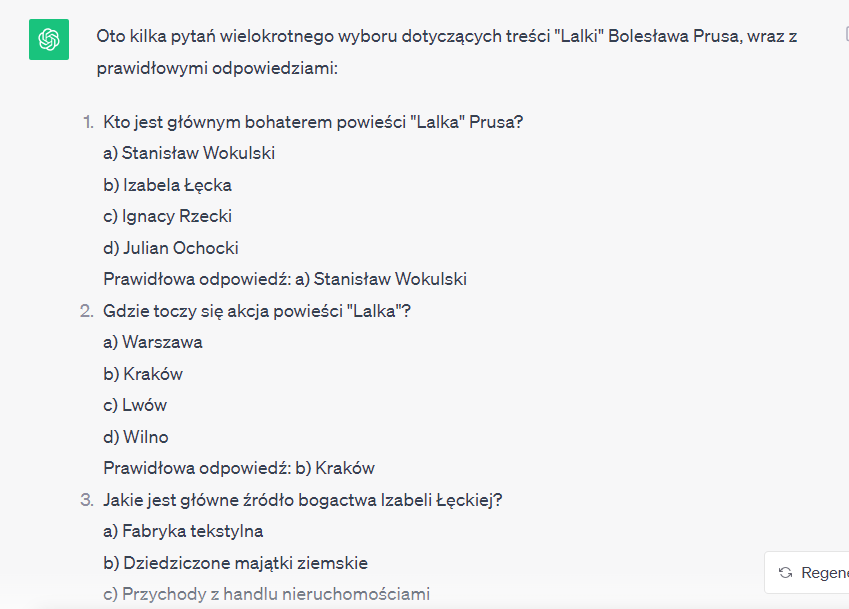 Oto kilka pytań wielokrotnego wyboru dotyczących treści "Lalki" Bolesława Prusa, wraz z
prawidłowymi odpowiedziami:
1. Kto jest głównym bohaterem powieści "Lalka" Prusa?
a) Stanisław Wokulski
b) Izabela Łęcka
c) Ignacy Rzecki
d) Julian Ochocki
Prawidłowa odpowiedź: a) Stanisław Wokulski
2. Gdzie toczy się akcja powieści "Lalka"?
a) Warszawa
b) Kraków
c) Lwów
d) Wilno
Prawidłowa odpowiedź: b) Kraków
3. Jakie jest główne źródło bogactwa Izabeli Łęckiej?
a) Fabryka tekstylna
b) Dziedziczone majątki ziemskie
Regene
c) Przychody z handlu nieruchomościami